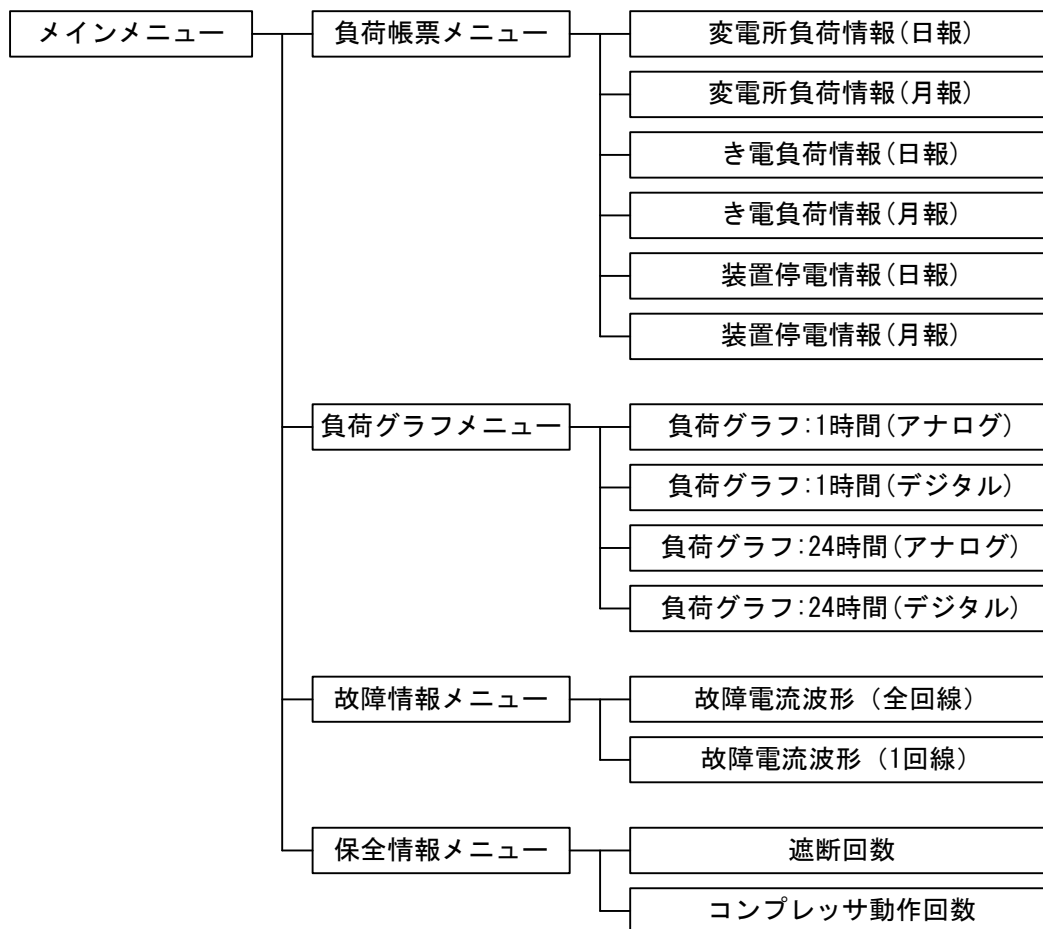 メインメニュー
負荷帳票メニュー
変電所負荷情報(日報)
変電所負荷情報(月報)
き電負荷情報(日報)
き電負荷情報(月報)
装置停電情報(日報)
装置停電情報(月報)
負荷グラフメニュー
負荷グラフ:1時間(アナログ)
負荷グラフ:1時間(デジタル)
負荷グラフ:24時間(アナログ)
負荷グラフ:24時間(デジタル)
故障情報メニュー
故障電流波形（全回線）
故障電流波形（1回線）
保全情報メニュー
遮断回数
コンプレッサ動作回数